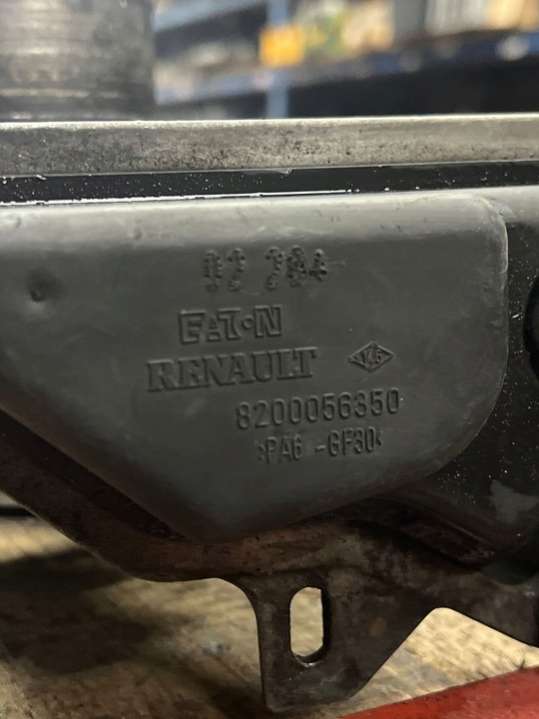 EATON
RENAULT
8200056350
>PA6 -GF30<